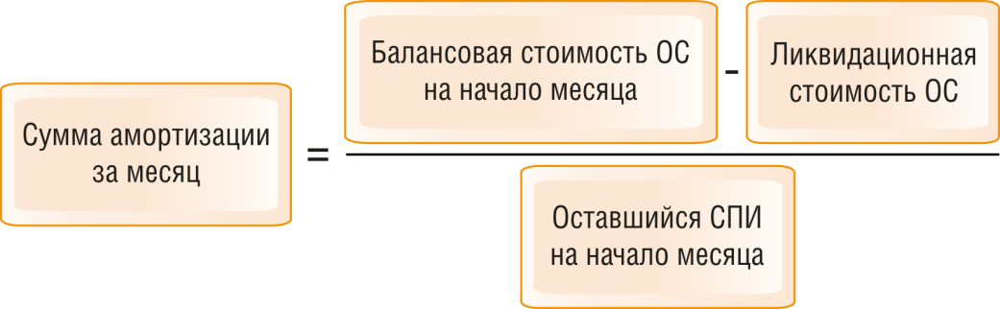 Сумма амортизации
за месяц
=
Балансовая стоимость ОС
на начало месяца
-
Ликвидационная
стоимость ОС
Оставшийся СПИ
на начало месяца